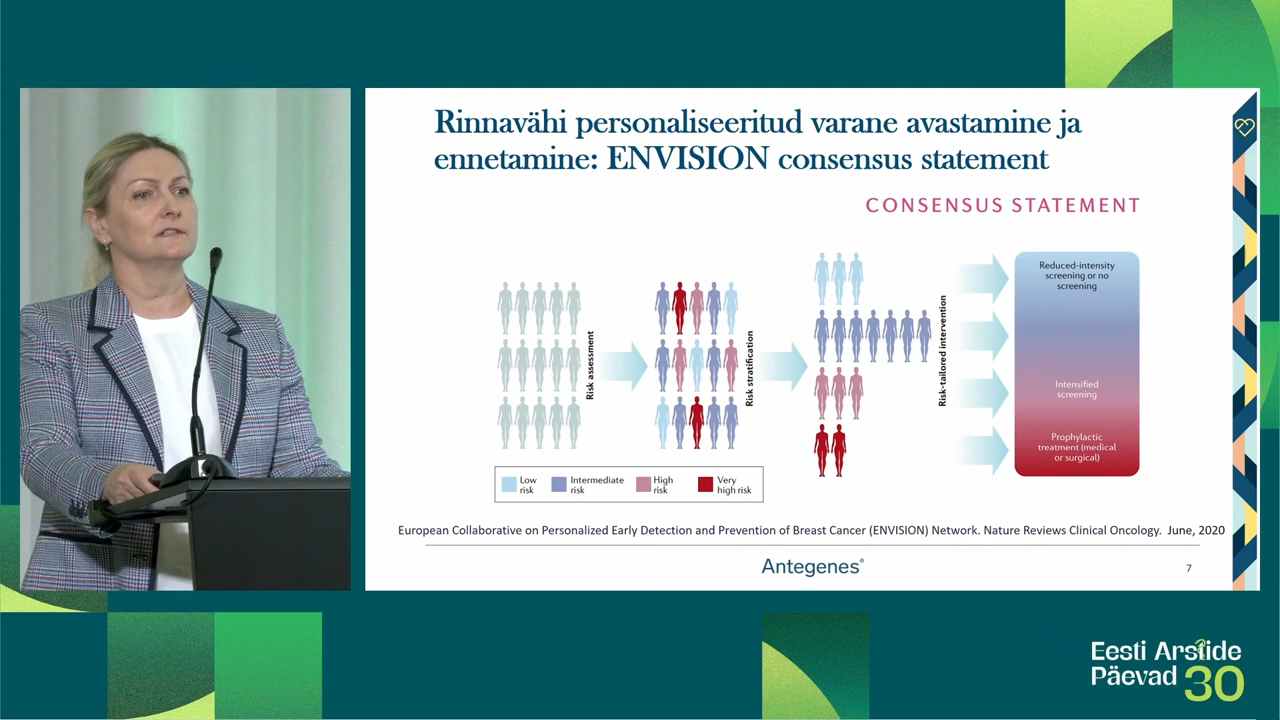 Rinnavähi personaliseeritud varane avastamine ja
ennetamine: ENVISION consensus statement
CONSENSUS STATEMENT
Risk assessment
Risk stratification
Risk-tailored intervention
Reduced-intensity
screening or no
screening
Intensified
screening
Prophylactic
treatment (medical
or surgical)
Low
risk
Intermediate
risk
High
risk
Very
high risk
European Collaborative on Personalized Early Detection and Prevention of Breast Cancer (ENVISION) Network. Nature Reviews Clinical Oncology. June, 2020
Antegenes®
7
Eesti Arstide
Päevad 30